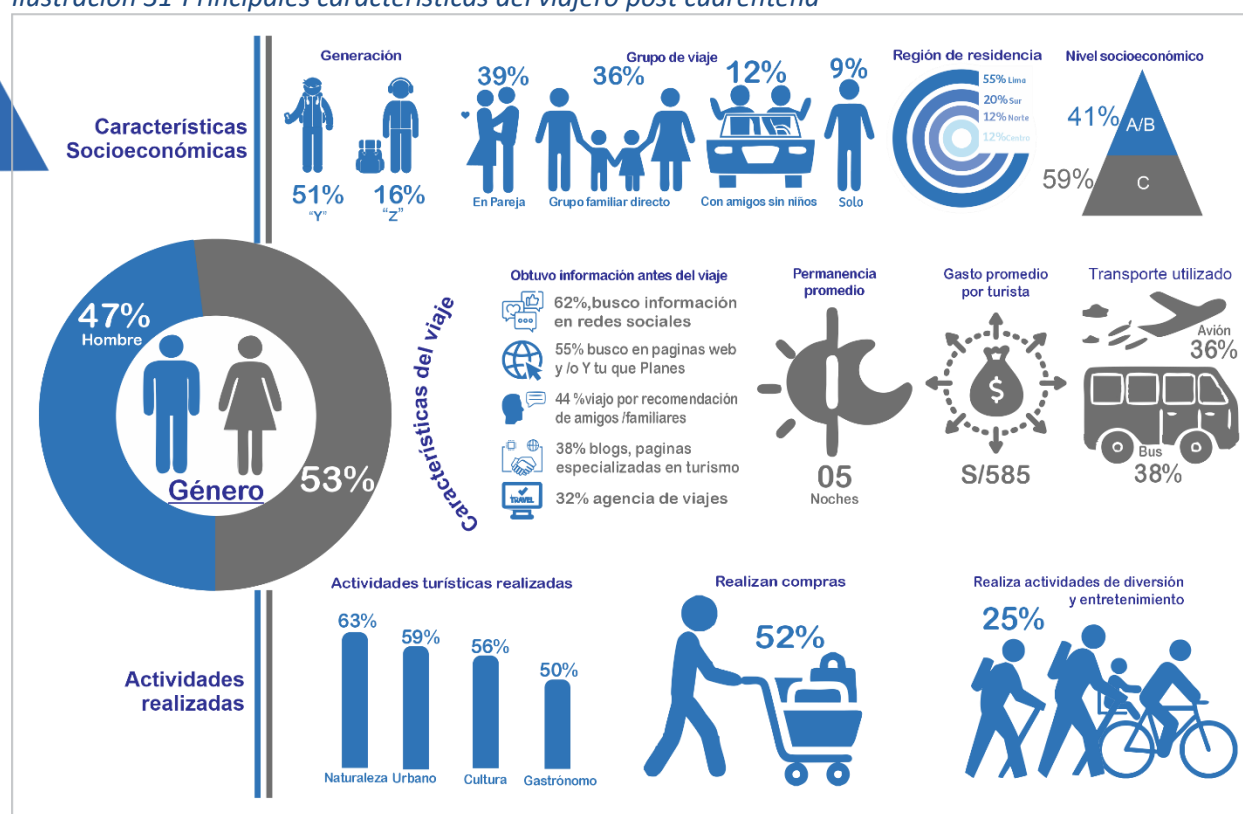 Ilustración 31 Principales características del viajero post cuarentena
Características
Socioeconómicas
Generación
51%
"Y"
16%
"Z"
Grupo de viaje
39%
En Pareja
36%
Grupo familiar directo
12%
Con amigos sin niños
9%
Solo
Región de residencia
55% Lima
20% Sur
12% Norte
12% Centro
Nivel socioeconómico
41%
A/B
59%
C
47%
Hombre
53%
Género
Características del viaje
Obtuvo información antes del viaje
62%,busco información
en redes sociales
55% busco en paginas web
y /o Y tu que Planes
44 %viajo por recomendación
de amigos /familiares
38% blogs, paginas
especializadas en turismo
TRAVEL
32% agencia de viajes
Permanencia
promedio
05
Noches
Gasto promedio
por turista
$
S/585
Transporte utilizado
Avión
36%
Bus
38%
Actividades
realizadas
Actividades turísticas realizadas
63%
59%
56%
50%
Naturaleza Urbano Cultura Gastrónomo
Realizan compras
52%
Realiza actividades de diversión
y entretenimiento
25%